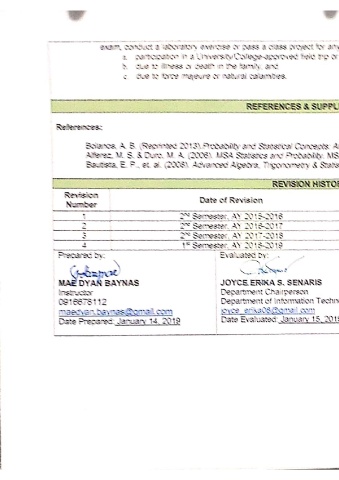 exam, conduct a laboratory exercise or pass a class project for any
a. participation in a University/College-approved field trip or
b. due to illness or death in the family, and
c. due to force majeure or natural calamities.
REFERENCES & SUPPL
References:
Bolanos, A. B. (Reprinted 2013) Probability and Statistical Concepts: A
Alferez, M. S. & Duro, M. A. (2006). MSA Statistics and Probability. MS
Bautista, E. P., et. al. (2008). Advanced Algebra, Trigonometry & Statis
REVISION HISTO
Revision Number Date of Revision
1 2nd Semester, AY 2015-2016
2 2nd Semester, AY 2016-2017
3 2nd Semester, AY 2017-2018
4 1st Semester, AY 2018-2019
Prepared by: Evaluated by:
MAE DYAN BAYNAS JOYCE ERIKA S. SENARIS
Instructor Department Chairperson
0916678112 Department of Information Techn
maedyan.baynas@gmail.com joyce_erika08@gmail.com
Date Prepared: January 14, 2019 Date Evaluated: January 15, 2019